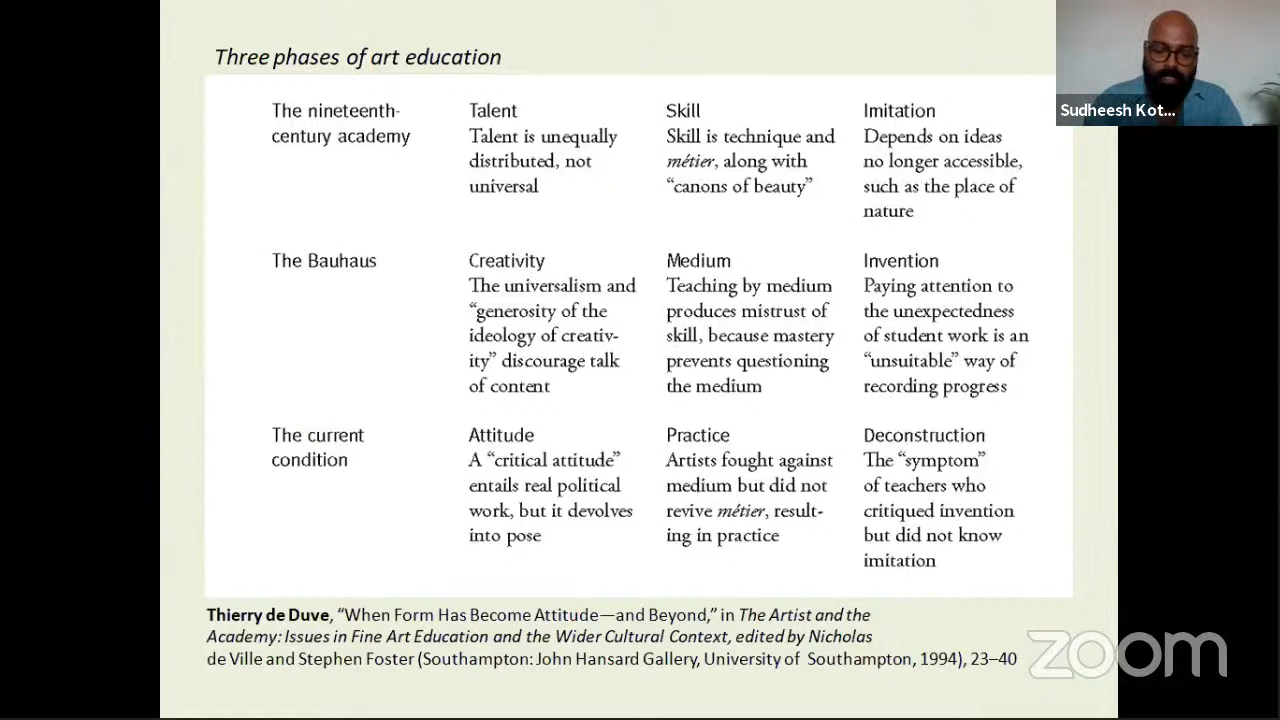 Three phases of art education
Sudheesh Kot...
The nineteenth-
century academy
Talent
Talent is unequally
distributed, not
universal
Skill
Skill is technique and
métier, along with
“canons of beauty”
Imitation
Depends on ideas
no longer accessible,
such as the place of
nature
The Bauhaus
Creativity
The universalism and
“generosity of the
ideology of creativ-
ity” discourage talk
of content
Medium
Teaching by medium
produces mistrust of
skill, because mastery
prevents questioning
the medium
Invention
Paying attention to
the unexpectedness
of student work is an
“unsuitable” way of
recording progress
The current
condition
Attitude
A “critical attitude”
entails real political
work, but it devolves
into pose
Practice
Artists fought against
medium but did not
revive métier, result-
ing in practice
Deconstruction
The “symptom”
of teachers who
critiqued invention
but did not know
imitation
Thierry de Duve, “When Form Has Become Attitude—and Beyond,” in The Artist and the
Academy: Issues in Fine Art Education and the Wider Cultural Context, edited by Nicholas
de Ville and Stephen Foster (Southampton: John Hansard Gallery, University of Southampton, 1994), 23–40
zoom